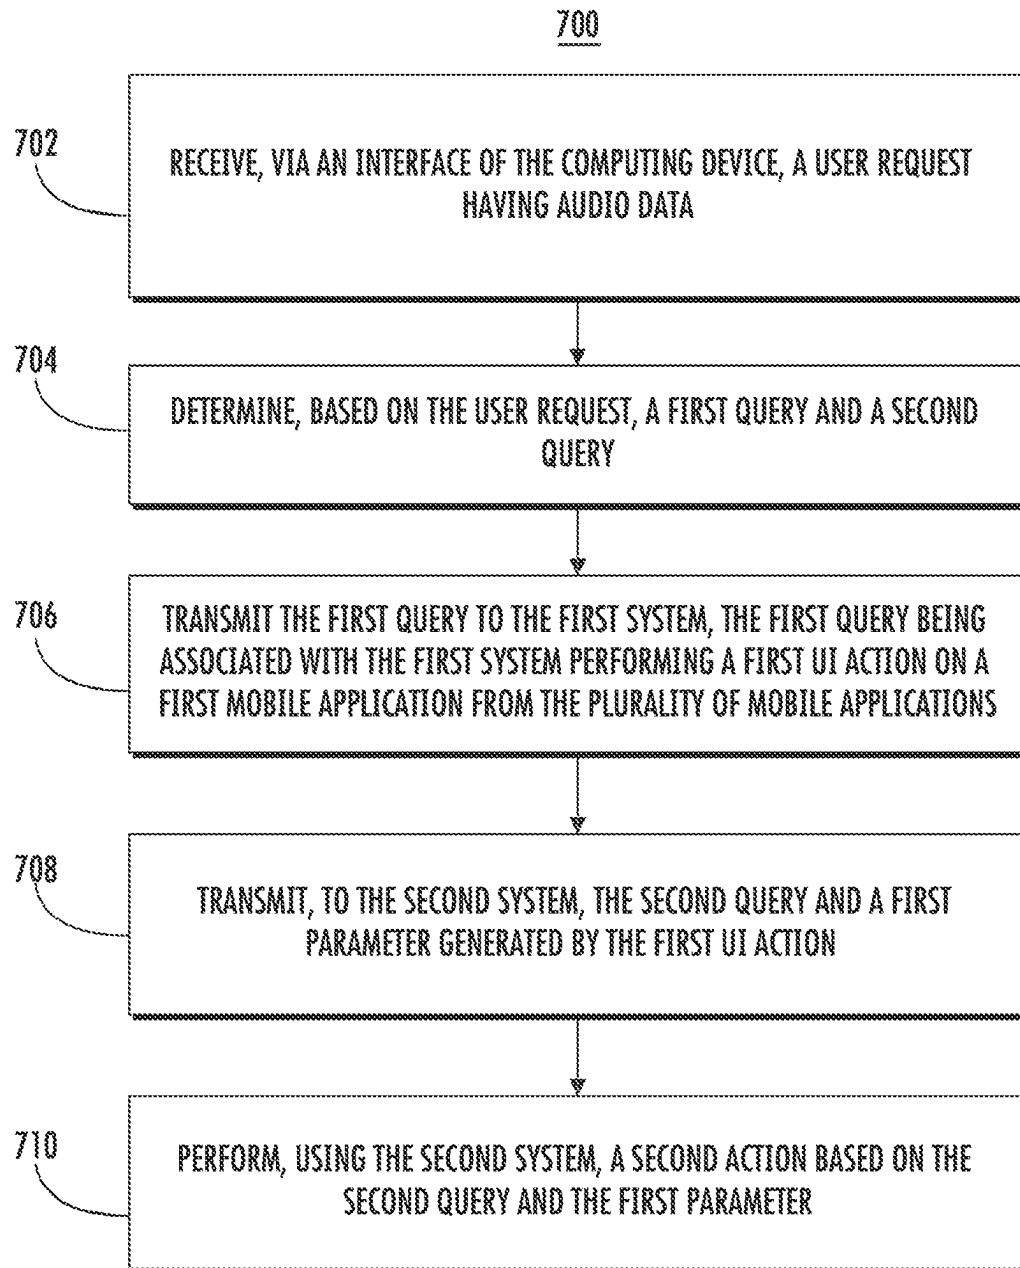 700
702
RECEIVE, VIA AN INTERFACE OF THE COMPUTING DEVICE, A USER REQUEST
HAVING AUDIO DATA
704
DETERMINE, BASED ON THE USER REQUEST, A FIRST QUERY AND A SECOND
QUERY
706
TRANSMIT THE FIRST QUERY TO THE FIRST SYSTEM, THE FIRST QUERY BEING
ASSOCIATED WITH THE FIRST SYSTEM PERFORMING A FIRST UI ACTION ON A
FIRST MOBILE APPLICATION FROM THE PLURALITY OF MOBILE APPLICATIONS
708
TRANSMIT, TO THE SECOND SYSTEM, THE SECOND QUERY AND A FIRST
PARAMETER GENERATED BY THE FIRST UI ACTION
710
PERFORM, USING THE SECOND SYSTEM, A SECOND ACTION BASED ON THE
SECOND QUERY AND THE FIRST PARAMETER